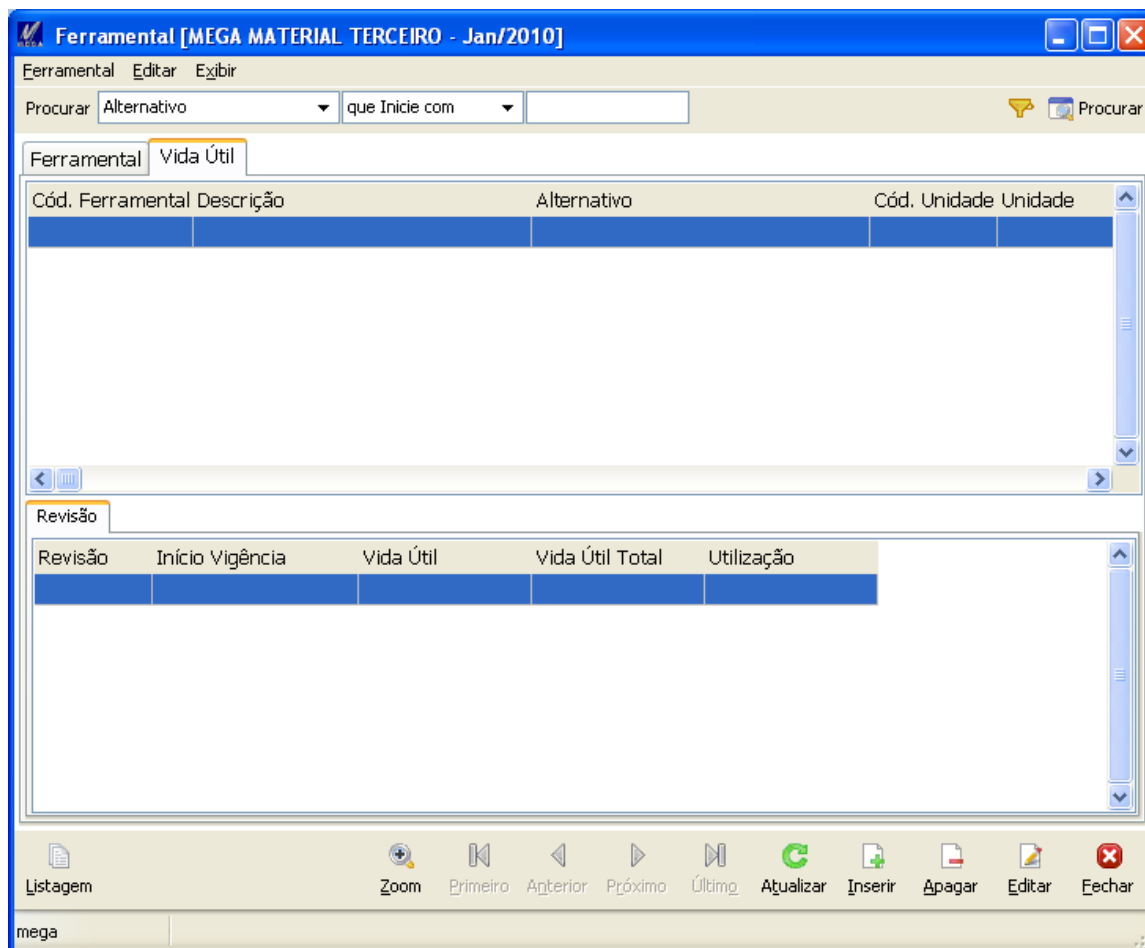 Ferramental [MEGA MATERIAL TERCEIRO - Jan/2010]
Ferramental Editar Exibir
Procurar Alternativo que Inicie com Procurar
Ferramental Vida Útil
Cód. Ferramental Descrição Alternativo Cód. Unidade Unidade
Revisão
Revisão Início Vigência Vida Útil Vida Útil Total Utilização
Listagem Zoom Primeiro Anterior Próximo Último Atualizar Inserir Apagar Editar Fechar
mega